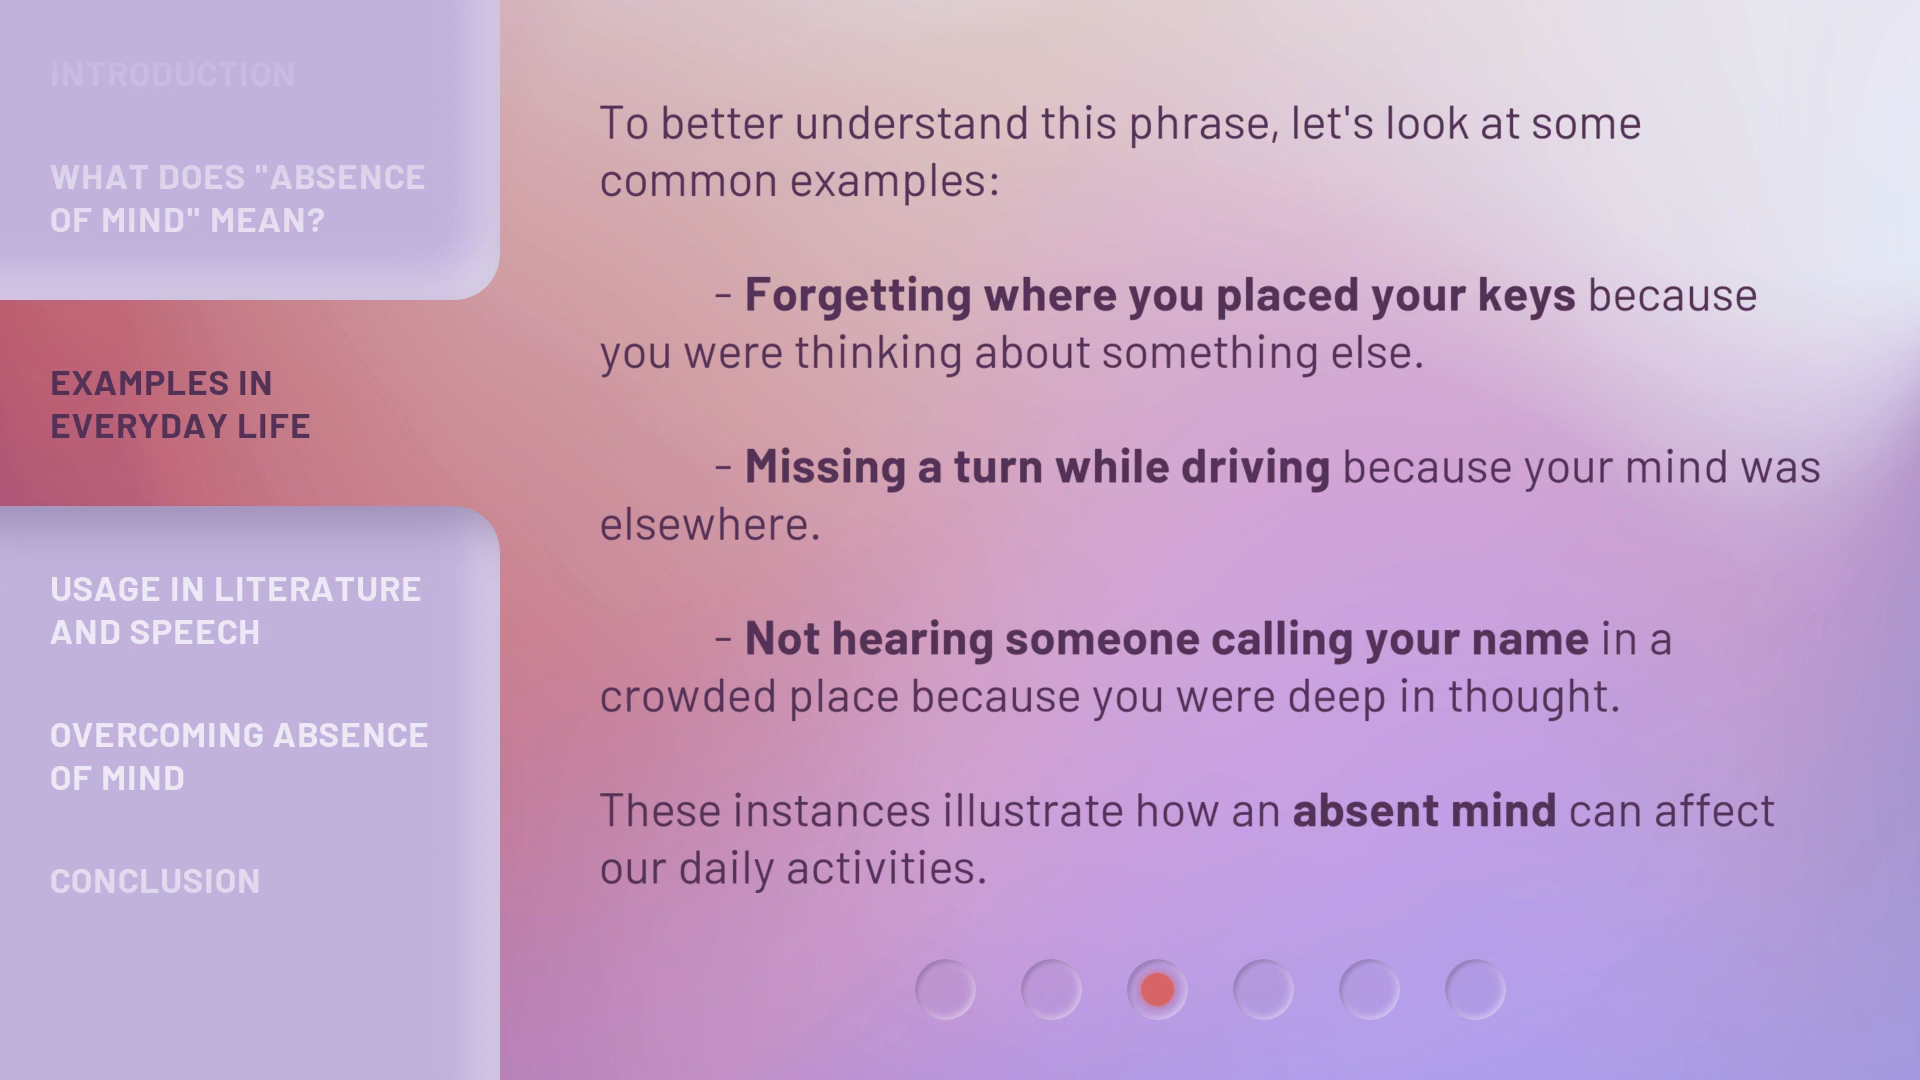 INTRODUCTION
WHAT DOES "ABSENCE
OF MIND" MEAN?
EXAMPLES IN
EVERYDAY LIFE
USAGE IN LITERATURE
AND SPEECH
OVERCOMING ABSENCE
OF MIND
CONCLUSION
To better understand this phrase, let's look at some
common examples:
- Forgetting where you placed your keys because
you were thinking about something else.
- Missing a turn while driving because your mind was
elsewhere.
- Not hearing someone calling your name in a
crowded place because you were deep in thought.
These instances illustrate how an absent mind can affect
our daily activities.